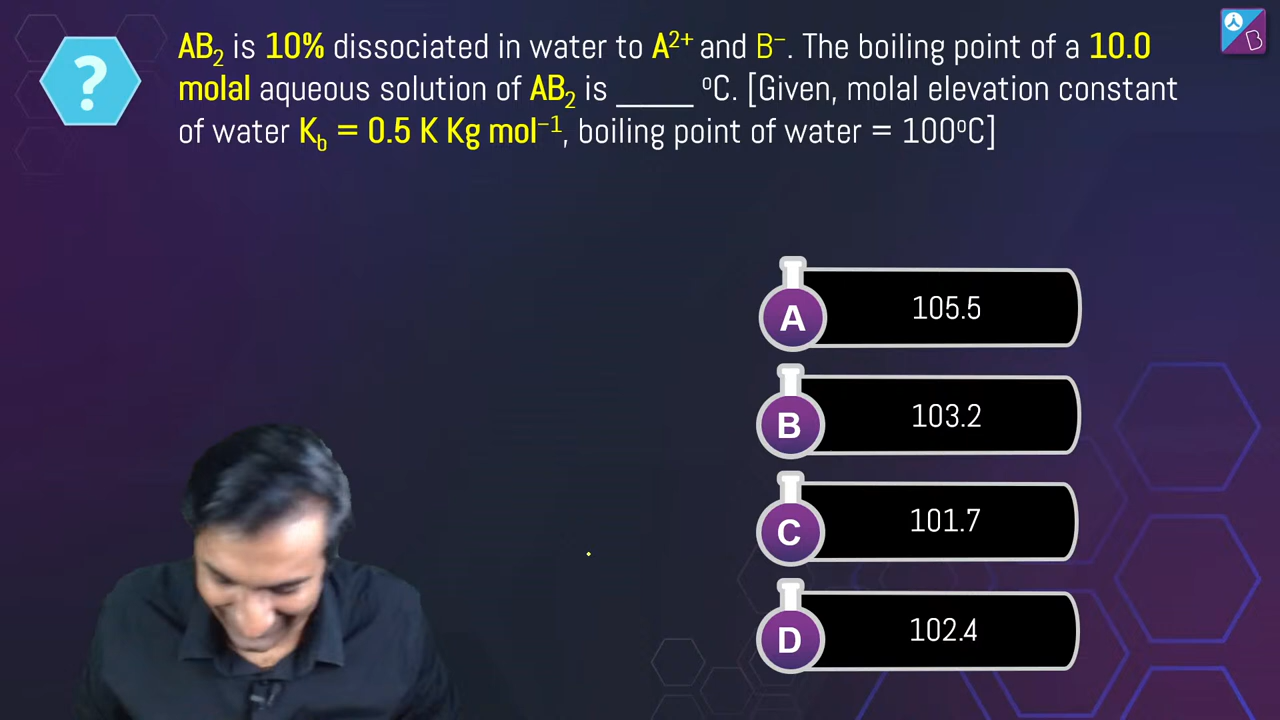 ?
AB₂ is 10% dissociated in water to A²⁺ and B⁻. The boiling point of a 10.0
molal aqueous solution of AB₂ is _____ ºC. [Given, molal elevation constant
of water K_b = 0.5 K Kg mol⁻¹, boiling point of water = 100ºC]
B
A 105.5
B 103.2
C 101.7
D 102.4